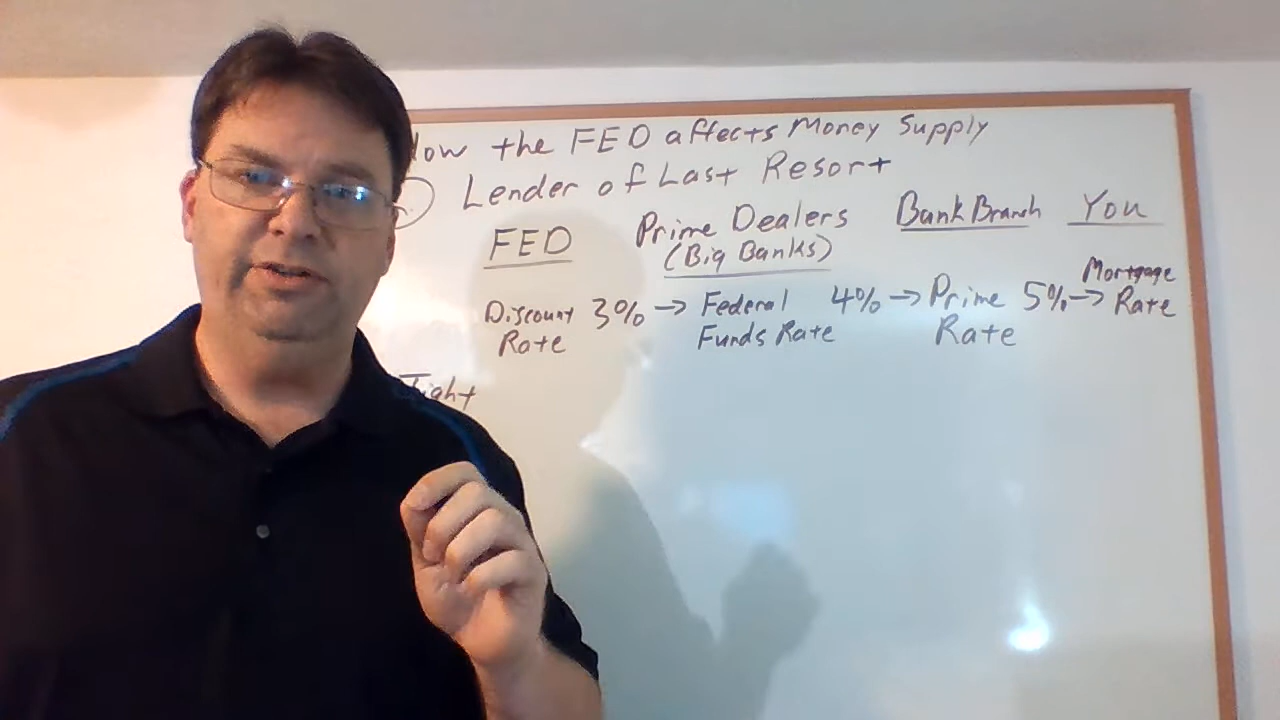 How the FED affects Money Supply
Lender of Last Resort
FED Prime Dealers (Big Banks) Bank Branch You
Discount Rate 3% → Federal Funds Rate 4% → Prime Rate 5% → Mortgage Rate
Tight